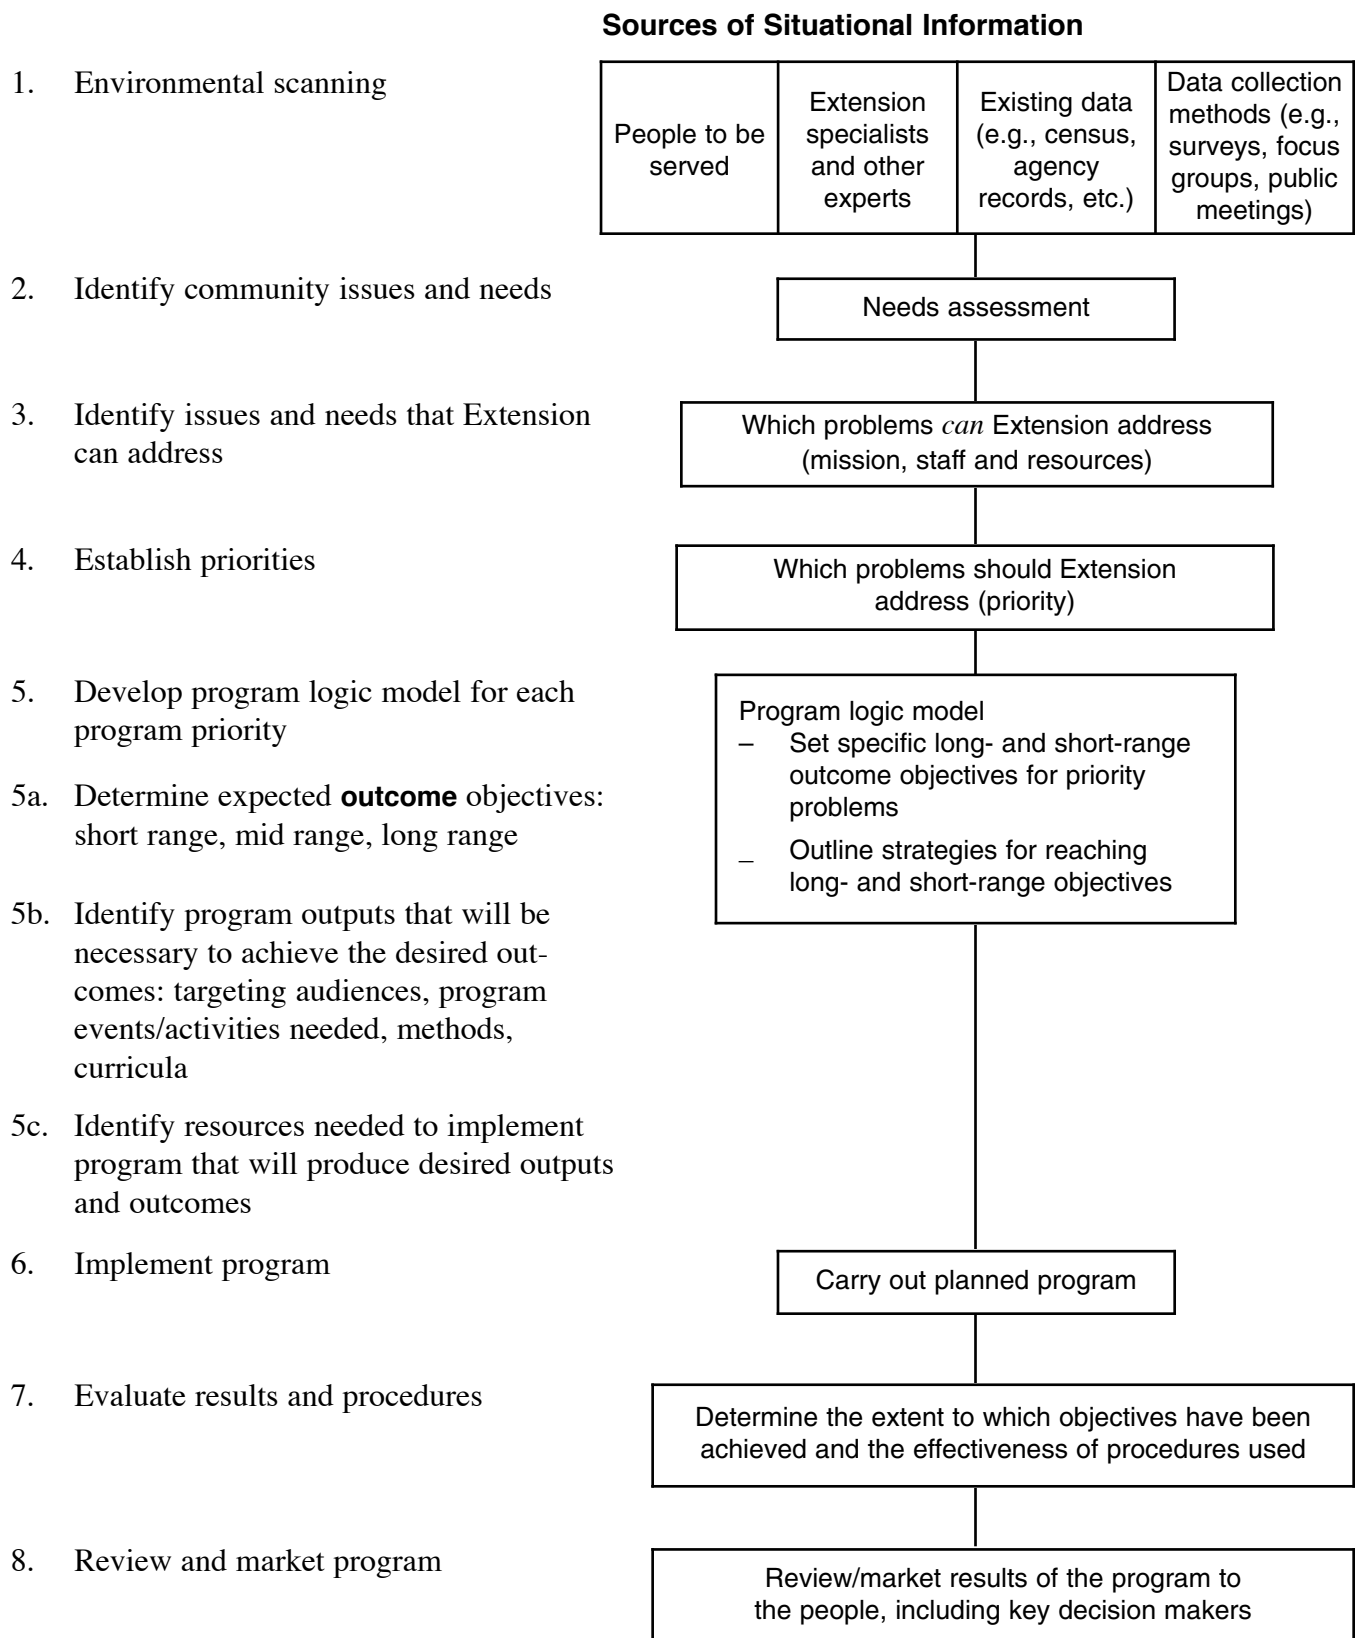 Sources of Situational Information
1. Environmental scanning
People to be
served
Extension
specialists
and other
experts
Existing data
(e.g., census,
agency
records, etc.)
Data collection
methods (e.g.,
surveys, focus
groups, public
meetings)
2. Identify community issues and needs
Needs assessment
3. Identify issues and needs that Extension
can address
Which problems can Extension address
(mission, staff and resources)
4. Establish priorities
Which problems should Extension
address (priority)
5. Develop program logic model for each
program priority
5a. Determine expected outcome objectives:
short range, mid range, long range
5b. Identify program outputs that will be
necessary to achieve the desired out-
comes: targeting audiences, program
events/activities needed, methods,
curricula
5c. Identify resources needed to implement
program that will produce desired outputs
and outcomes
Program logic model
– Set specific long- and short-range
outcome objectives for priority
problems
_ Outline strategies for reaching
long- and short-range objectives
6. Implement program
Carry out planned program
7. Evaluate results and procedures
Determine the extent to which objectives have been
achieved and the effectiveness of procedures used
8. Review and market program
Review/market results of the program to
the people, including key decision makers